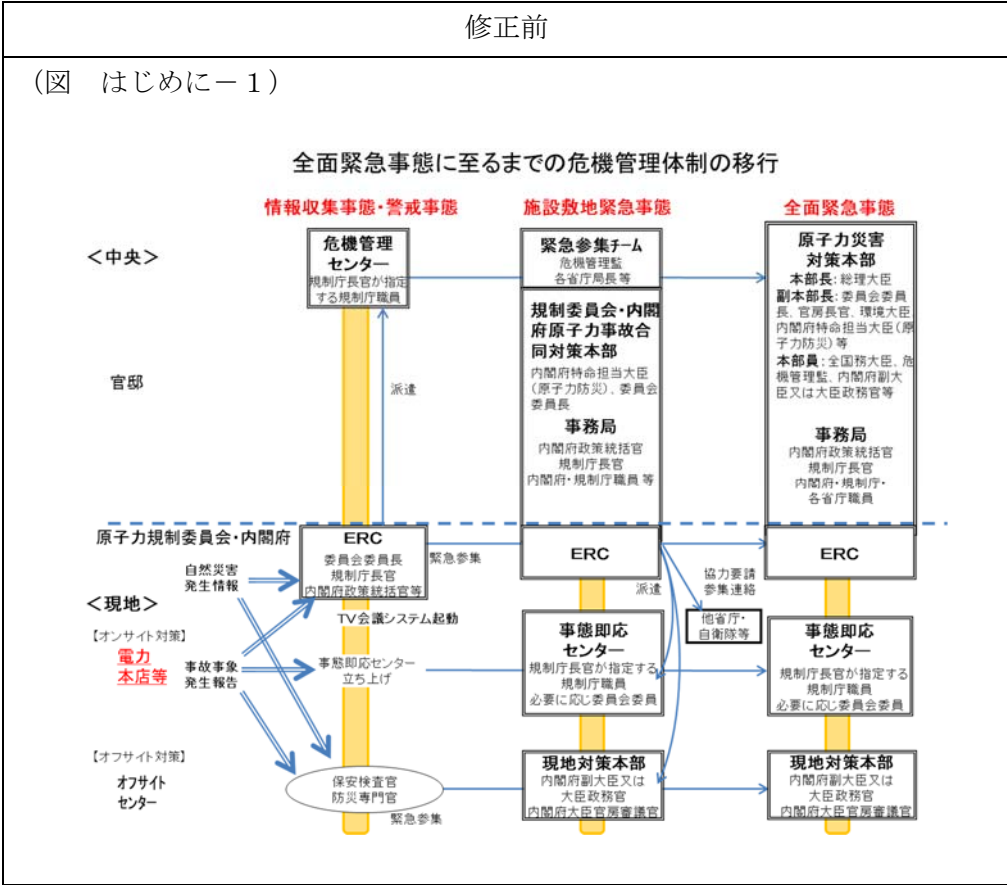 修正前
(図 はじめに-1)
全面緊急事態に至るまでの危機管理体制の移行
情報収集事態・警戒事態
施設敷地緊急事態
全面緊急事態
<中央>
官邸
危機管理
センター
規制庁長官が指定
する規制庁職員
派遣
緊急参集チーム
危機管理監
各省庁局長等
規制委員会・内閣
府原子力事故合
同対策本部
内閣府特命担当大臣
(原子力防災)、委員会
委員長
事務局
内閣府政策統括官
規制庁長官
内閣府・規制庁職員等
原子力災害
対策本部
本部長:総理大臣
副本部長:委員会委員
長、官房長官、環境大臣、
内閣府特命担当大臣(原
子力防災)等
本部員:全国務大臣、危
機管理監、内閣府副大
臣又は大臣政務官等
事務局
内閣府政策統括官
規制庁長官
内閣府・規制庁・
各省庁職員
原子力規制委員会・内閣府
自然災害
発生情報
ERC
委員会委員長
規制庁長官
内閣府政策統括官等
緊急参集
ERC
派遣
協力要請
参集連絡
他省庁・
自衛隊等
ERC
<現地>
【オンサイト対策】
電力
本店等
事故事象
発生報告
TV会議システム起動
事態即応センター
立ち上げ
事態即応
センター
規制庁長官が指定する
規制庁職員
必要に応じ委員会委員
事態即応
センター
規制庁長官が指定する
規制庁職員
必要に応じ委員会委員
【オフサイト対策】
オフサイト
センター
保安検査官
防災専門官
緊急参集
現地対策本部
内閣府副大臣又は
大臣政務官
内閣府大臣官房審議官
現地対策本部
内閣府副大臣又は
大臣政務官
内閣府大臣官房審議官